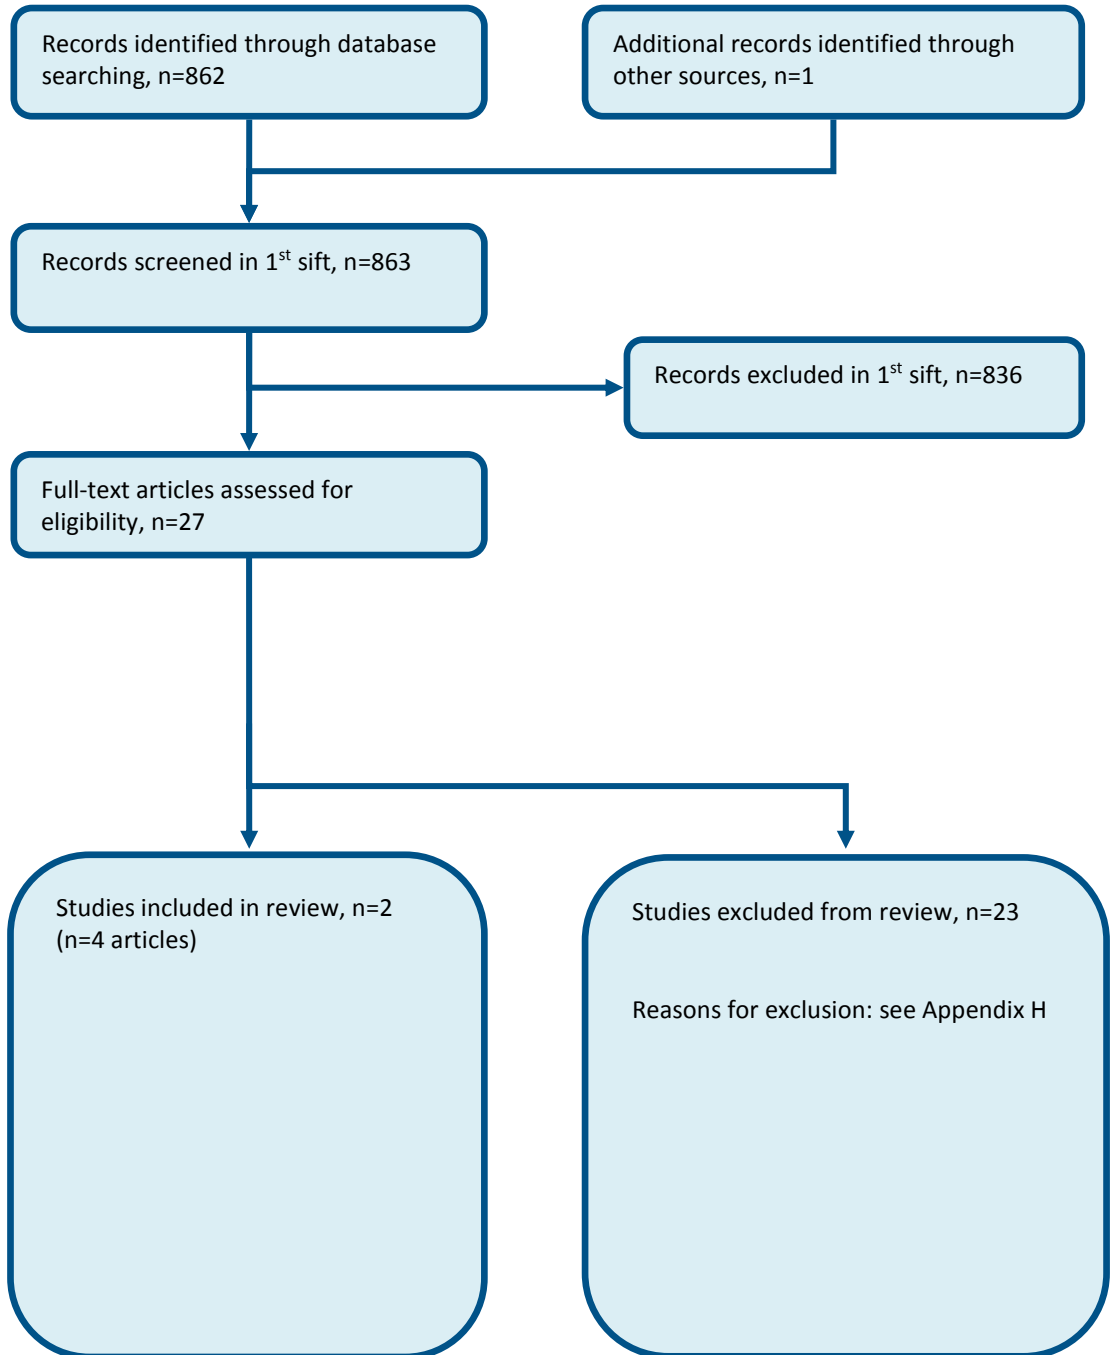 Records identified through database
searching, n=862
Additional records identified through
other sources, n=1
Records screened in 1st sift, n=863
Records excluded in 1st sift, n=836
Full-text articles assessed for
eligibility, n=27
Studies included in review, n=2
(n=4 articles)
Studies excluded from review, n=23
Reasons for exclusion: see Appendix H